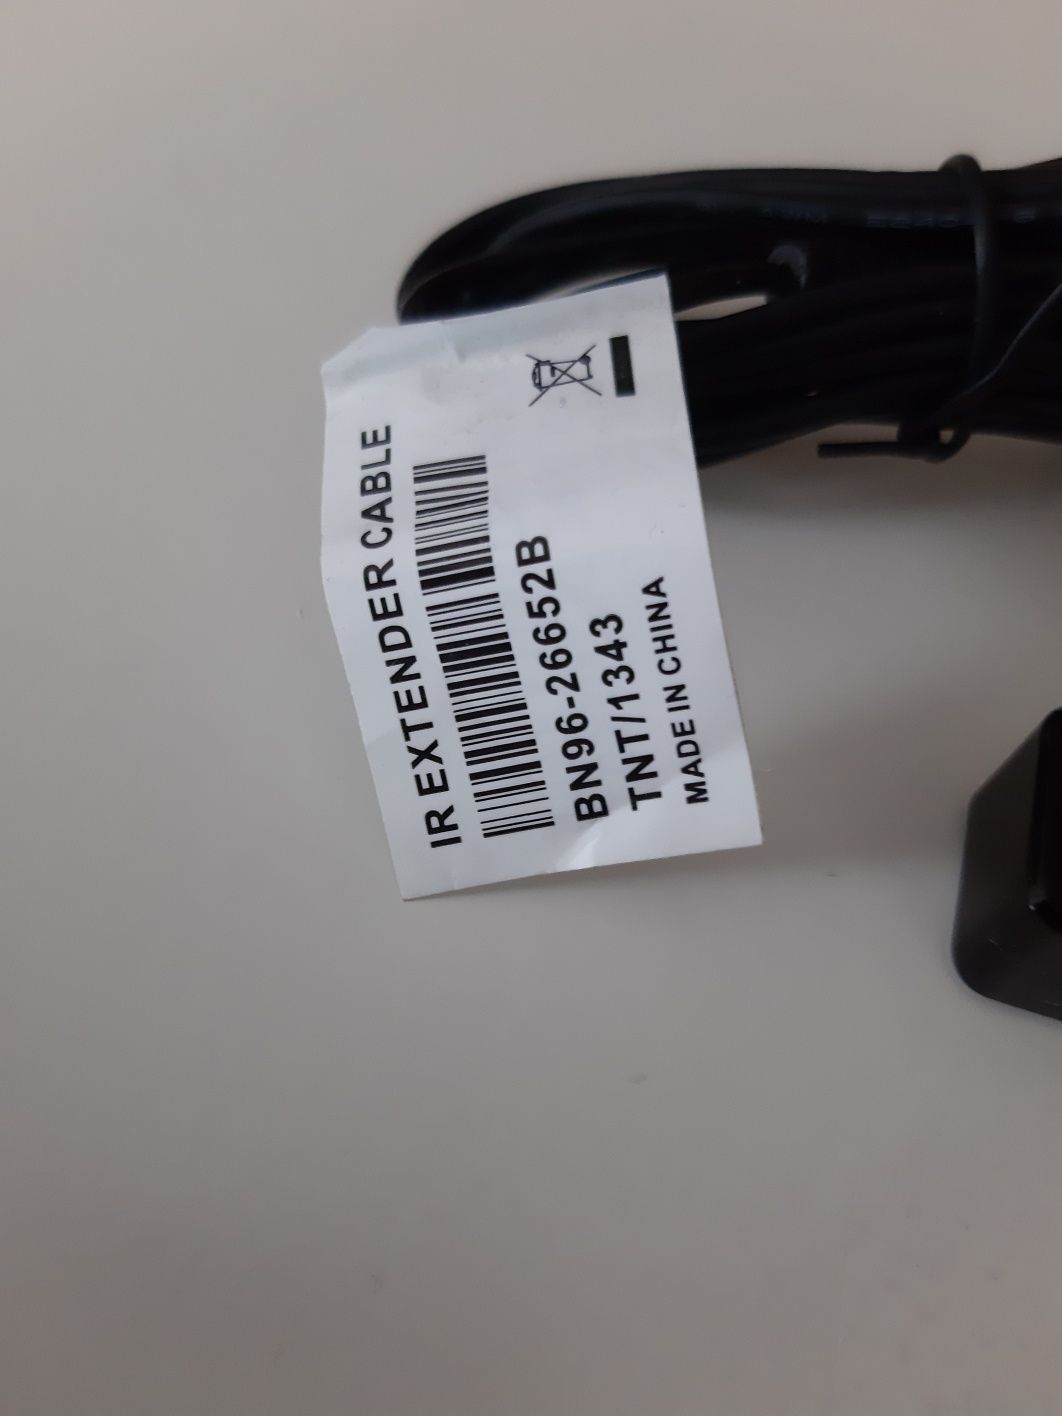 IR EXTENDER CABLE
BN96-26652B
TNT/1343
MADE IN CHINA